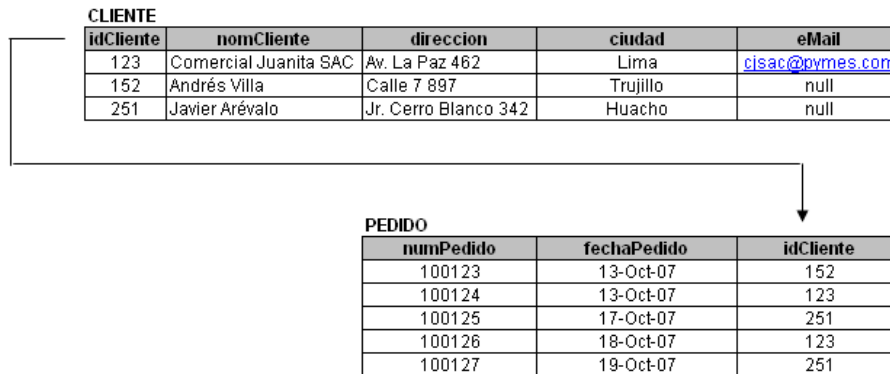 CLIENTE
idCliente nomCliente direccion ciudad eMail
123 Comercial Juanita SAC Av. La Paz 462 Lima cjsac@pymes.com
152 Andrés Villa Calle 7 897 Trujillo null
251 Javier Arévalo Jr. Cerro Blanco 342 Huacho null
PEDIDO
numPedido fechaPedido idCliente
100123 13-Oct-07 152
100124 13-Oct-07 123
100125 17-Oct-07 251
100126 18-Oct-07 123
100127 19-Oct-07 251